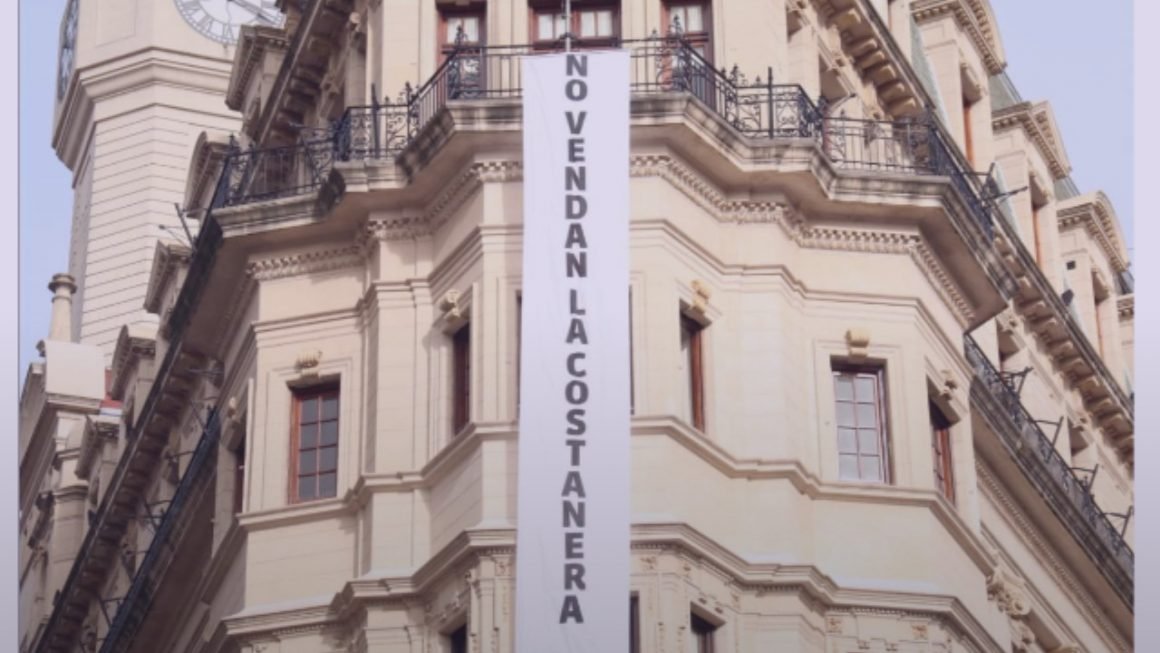 NO VENDAN LA COSTANERA